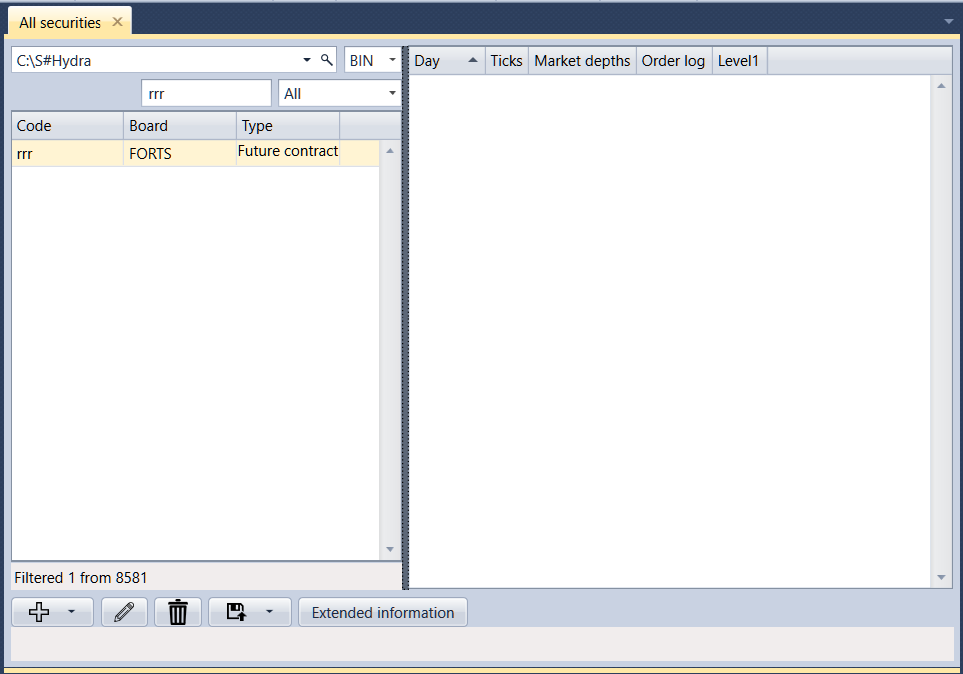 All securities
C:\S#Hydra BIN
rrr All
Code Board Type
rrr FORTS Future contract
Filtered 1 from 8581
Extended information
Day Ticks Market depths Order log Level1